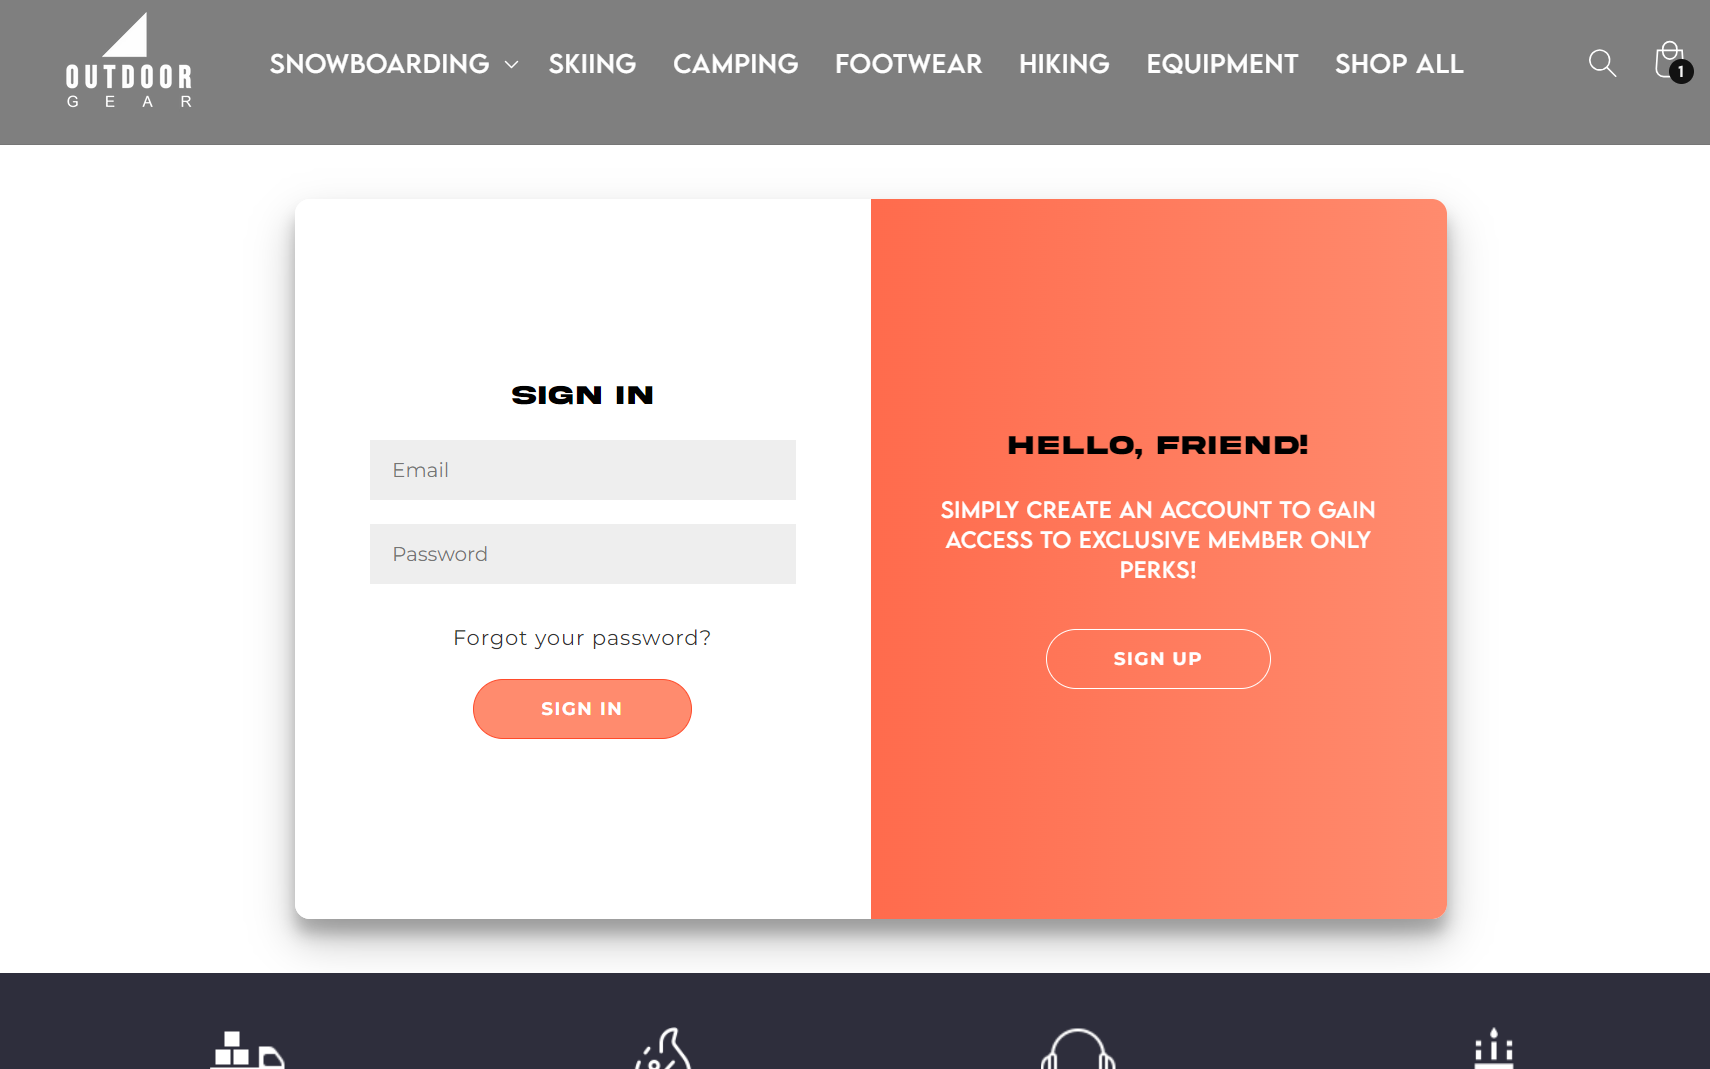 OUTDOOR
GEAR
SNOWBOARDING SKIING CAMPING FOOTWEAR HIKING EQUIPMENT SHOP ALL
1
SIGN IN
Email
Password
Forgot your password?
SIGN IN
HELLO, FRIEND!
SIMPLY CREATE AN ACCOUNT TO GAIN
ACCESS TO EXCLUSIVE MEMBER ONLY
PERKS!
SIGN UP